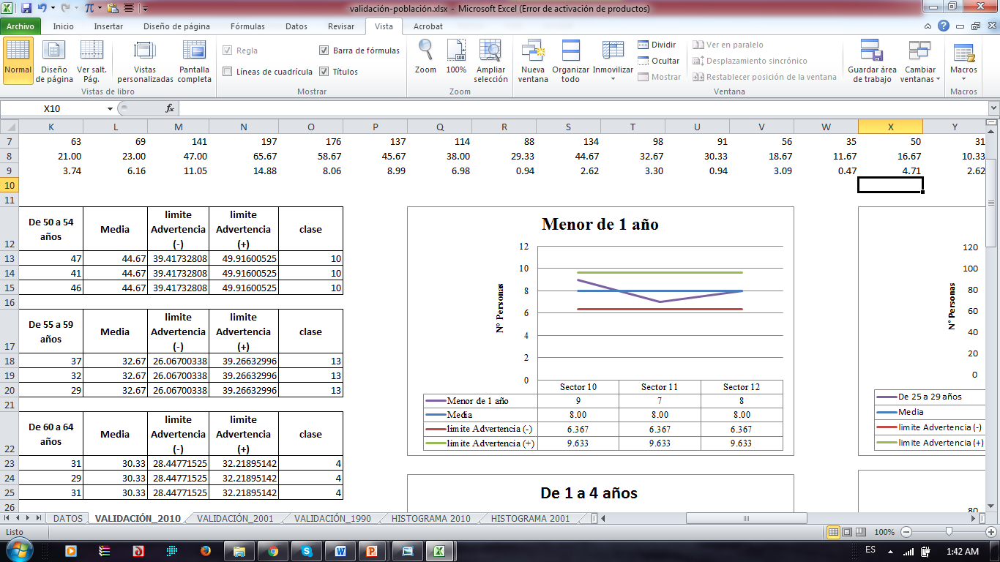 validación-población.xlsx - Microsoft Excel (Error de activación de productos)
Archivo Inicio Insertar Diseño de página Fórmulas Datos Revisar Vista Acrobat
Normal
Diseño de página
Ver salt. Pág.
Vistas personalizadas
Pantalla completa
Vistas de libro
Regla
Barra de fórmulas
Líneas de cuadrícula
Títulos
Mostrar
Zoom
100%
Ampliar selección
Zoom
Nueva ventana
Organizar todo
Inmovilizar
Dividir
Ocultar
Mostrar
Ver en paralelo
Desplazamiento sincrónico
Restablecer posición de la ventana
Ventana
Guardar área de trabajo
Cambiar ventanas
Macros
Macros
X10 fx
K L M N O P Q R S T U V W X Y
7 63 69 141 197 176 137 114 88 134 98 91 56 35 50 31
8 21.00 23.00 47.00 65.67 58.67 45.67 38.00 29.33 44.67 32.67 30.33 18.67 11.67 16.67 10.33
9 3.74 6.16 11.05 14.88 8.06 8.99 6.98 0.94 2.62 3.30 0.94 3.09 0.47 4.71 2.62
10
11
12 De 50 a 54 años Media limite Advertencia (-) limite Advertencia (+) clase
13 47 44.67 39.41732808 49.91600525 10
14 41 44.67 39.41732808 49.91600525 10
15 46 44.67 39.41732808 49.91600525 10
16
17 De 55 a 59 años Media limite Advertencia (-) limite Advertencia (+) clase
18 37 32.67 26.06700338 39.26632996 13
19 32 32.67 26.06700338 39.26632996 13
20 29 32.67 26.06700338 39.26632996 13
21
22 De 60 a 64 años Media limite Advertencia (-) limite Advertencia (+) clase
23 31 30.33 28.44771525 32.21895142 4
24 29 30.33 28.44771525 32.21895142 4
25 31 30.33 28.44771525 32.21895142 4
26
Menor de 1 año
N° Personas
12
10
8
6
4
2
0
Sector 10 Sector 11 Sector 12
Menor de 1 año 9 7 8
Media 8.00 8.00 8.00
limite Advertencia (-) 6.367 6.367 6.367
limite Advertencia (+) 9.633 9.633 9.633
De 1 a 4 años
N° Personas
120
100
80
60
40
20
0
De 25 a 29 años
Media
limite Advertencia (-)
limite Advertencia (+)
80
DATOS VALIDACIÓN_2010 VALIDACIÓN_2001 VALIDACIÓN_1990 HISTOGRAMA 2010 HISTOGRAMA 2001
Listo 100%
ES 1:42 AM